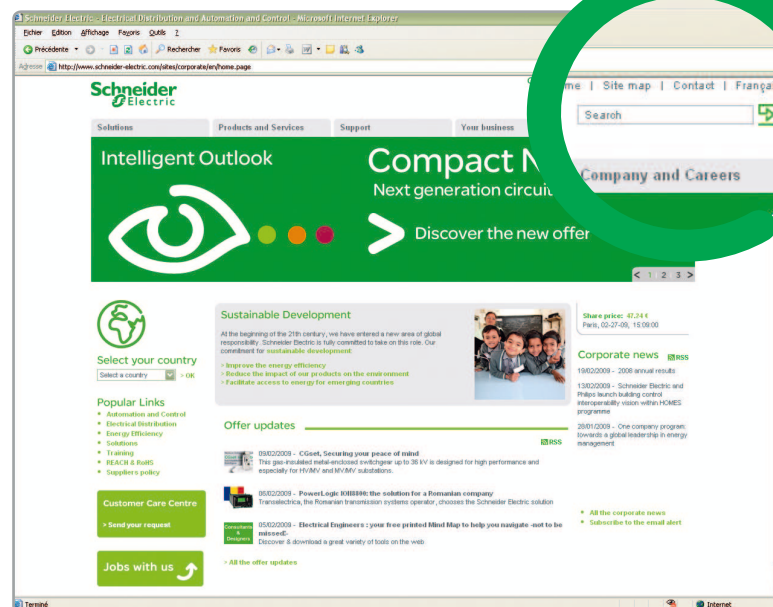 Schneider Electric - Electrical Distribution and Automation and Control - Microsoft Internet Explorer
Fichier Edition Affichage Favoris Outils ?
Précédente Rechercher Favoris
Adresse http://www.schneider-electric.com/sites/corporate/en/home.page
Schneider
Electric
me | Site map | Contact | França
Search
Solutions Products and Services Support Your business Company and Careers
Intelligent Outlook
Compact N
Next generation circuit
Discover the new offer
< 1 2 3 >
Select your country
Select a country > OK
Popular Links
Automation and Control
Electrical Distribution
Energy Efficiency
Solutions
Training
REACH & RoHS
Suppliers policy
Customer Care Centre
> Send your request
Jobs with us
Sustainable Development
At the beginning of the 21th century, we have entered a new area of global
responsibility. Schneider Electric is fully committed to take on this role. Our
commitment for sustainable development:
> Improve the energy efficiency
> Reduce the impact of our products on the environment
> Facilitate access to energy for emerging countries
Offer updates
RSS
09/02/2009 - CGset, Securing your peace of mind
This gas-insulated metal-enclosed switchgear up to 36 kV is designed for high performance and
especially for HV/MV and MV/MV substations.
06/02/2009 - PowerLogic ION8800: the solution for a Romanian company
Transelectrica, the Romanian transmission systems operator, chooses the Schneider Electric solution
Consultants
&
Designers
05/02/2009 - Electrical Engineers : your free printed Mind Map to help you navigate -not to be
missed!-
Discover & download a great variety of tools on the web
> All the offer updates
Share price: 47.24 €
Paris, 02-27-09, 15:09:00
Corporate news RSS
19/02/2009 - 2008 annual results
13/02/2009 - Schneider Electric and
Philips launch building control
interoperability vision within HOMES
programme
28/01/2009 - One company program
towards a global leadership in energy
management
All the corporate news
Subscribe to the email alert
Terminé Internet